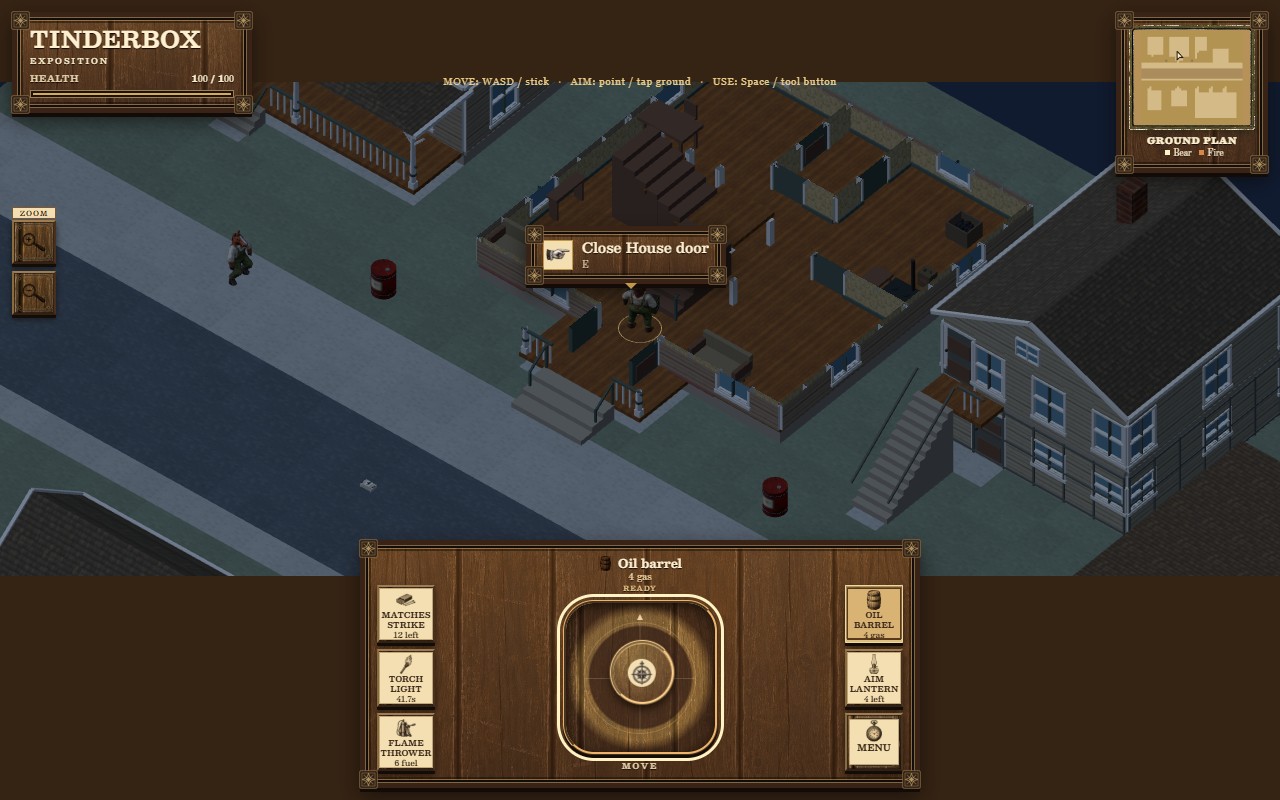 TINDERBOX
EXPOSITION
HEALTH 100 / 100
MOVE: WASD / stick · AIM: point / tap ground · USE: Space / tool button
GROUND PLAN
Bear Fire
ZOOM
Close House door
E
Oil barrel
4 gas
READY
MATCHES
STRIKE
12 left
TORCH
LIGHT
41.7s
FLAME
THROWER
6 fuel
OIL
BARREL
4 gas
AIM
LANTERN
4 left
MENU
MOVE